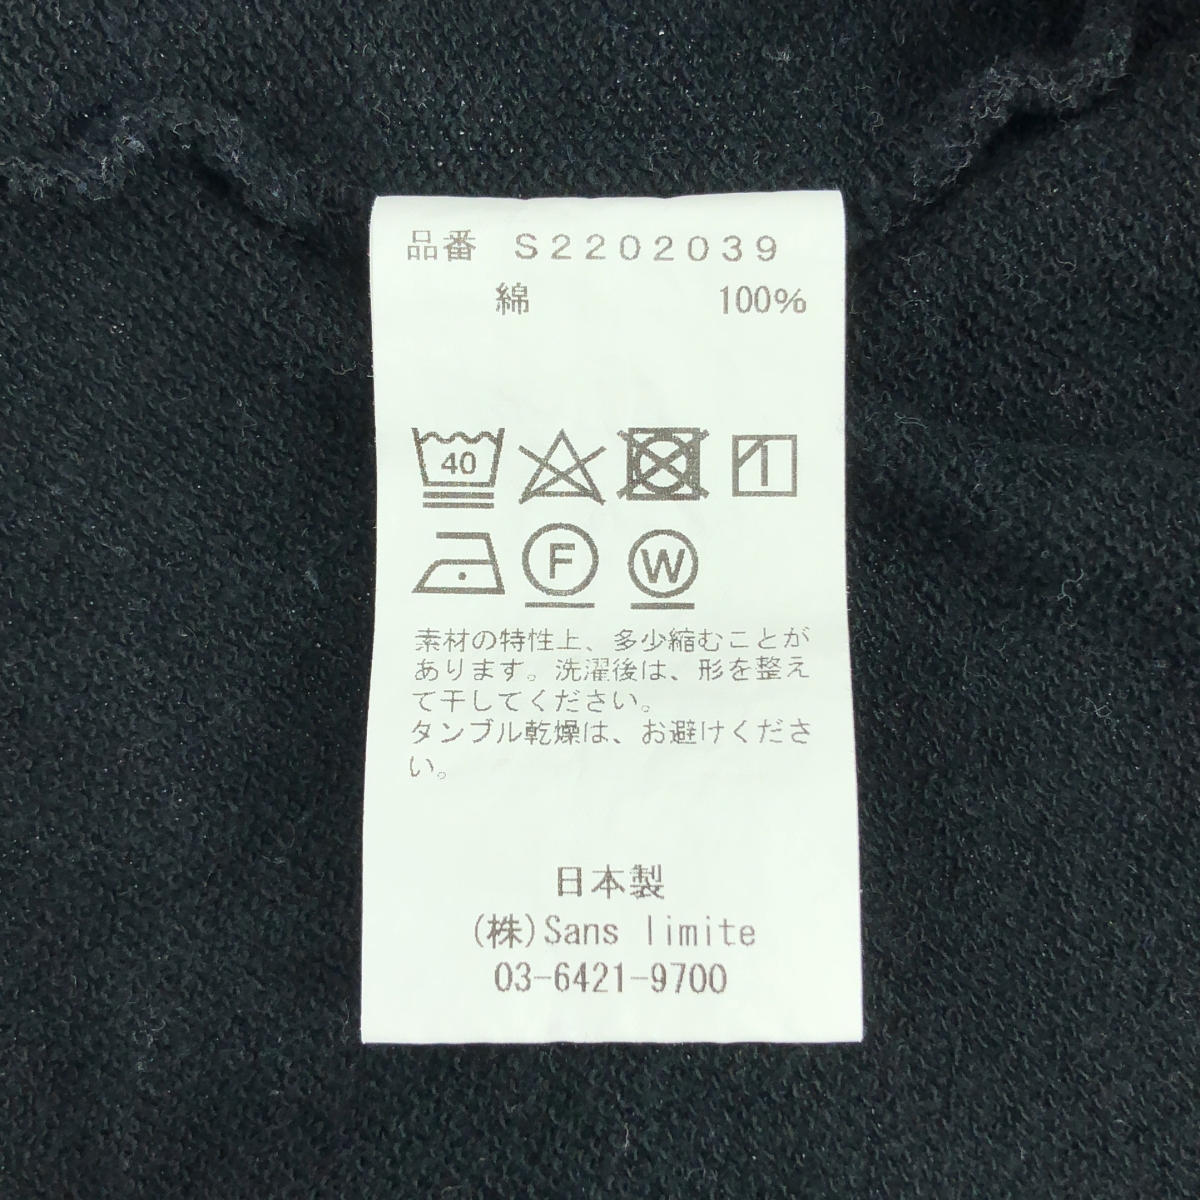 品番 S2202039
綿 100%
40
1
F W
素材の特性上、多少縮むことが
あります。洗濯後は、形を整え
て干してください。
タンブル乾燥は、お避けくださ
い。
日本製
(株)Sans limite
03-6421-9700